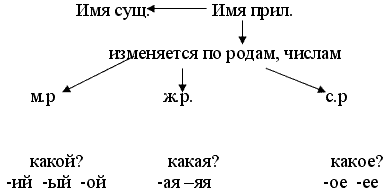 Имя сущ. Имя прил.
изменяется по родам, числам
м.р ж.р. с.р
какой? какая? какое?
-ий -ый -ой -ая –яя -ое -ее